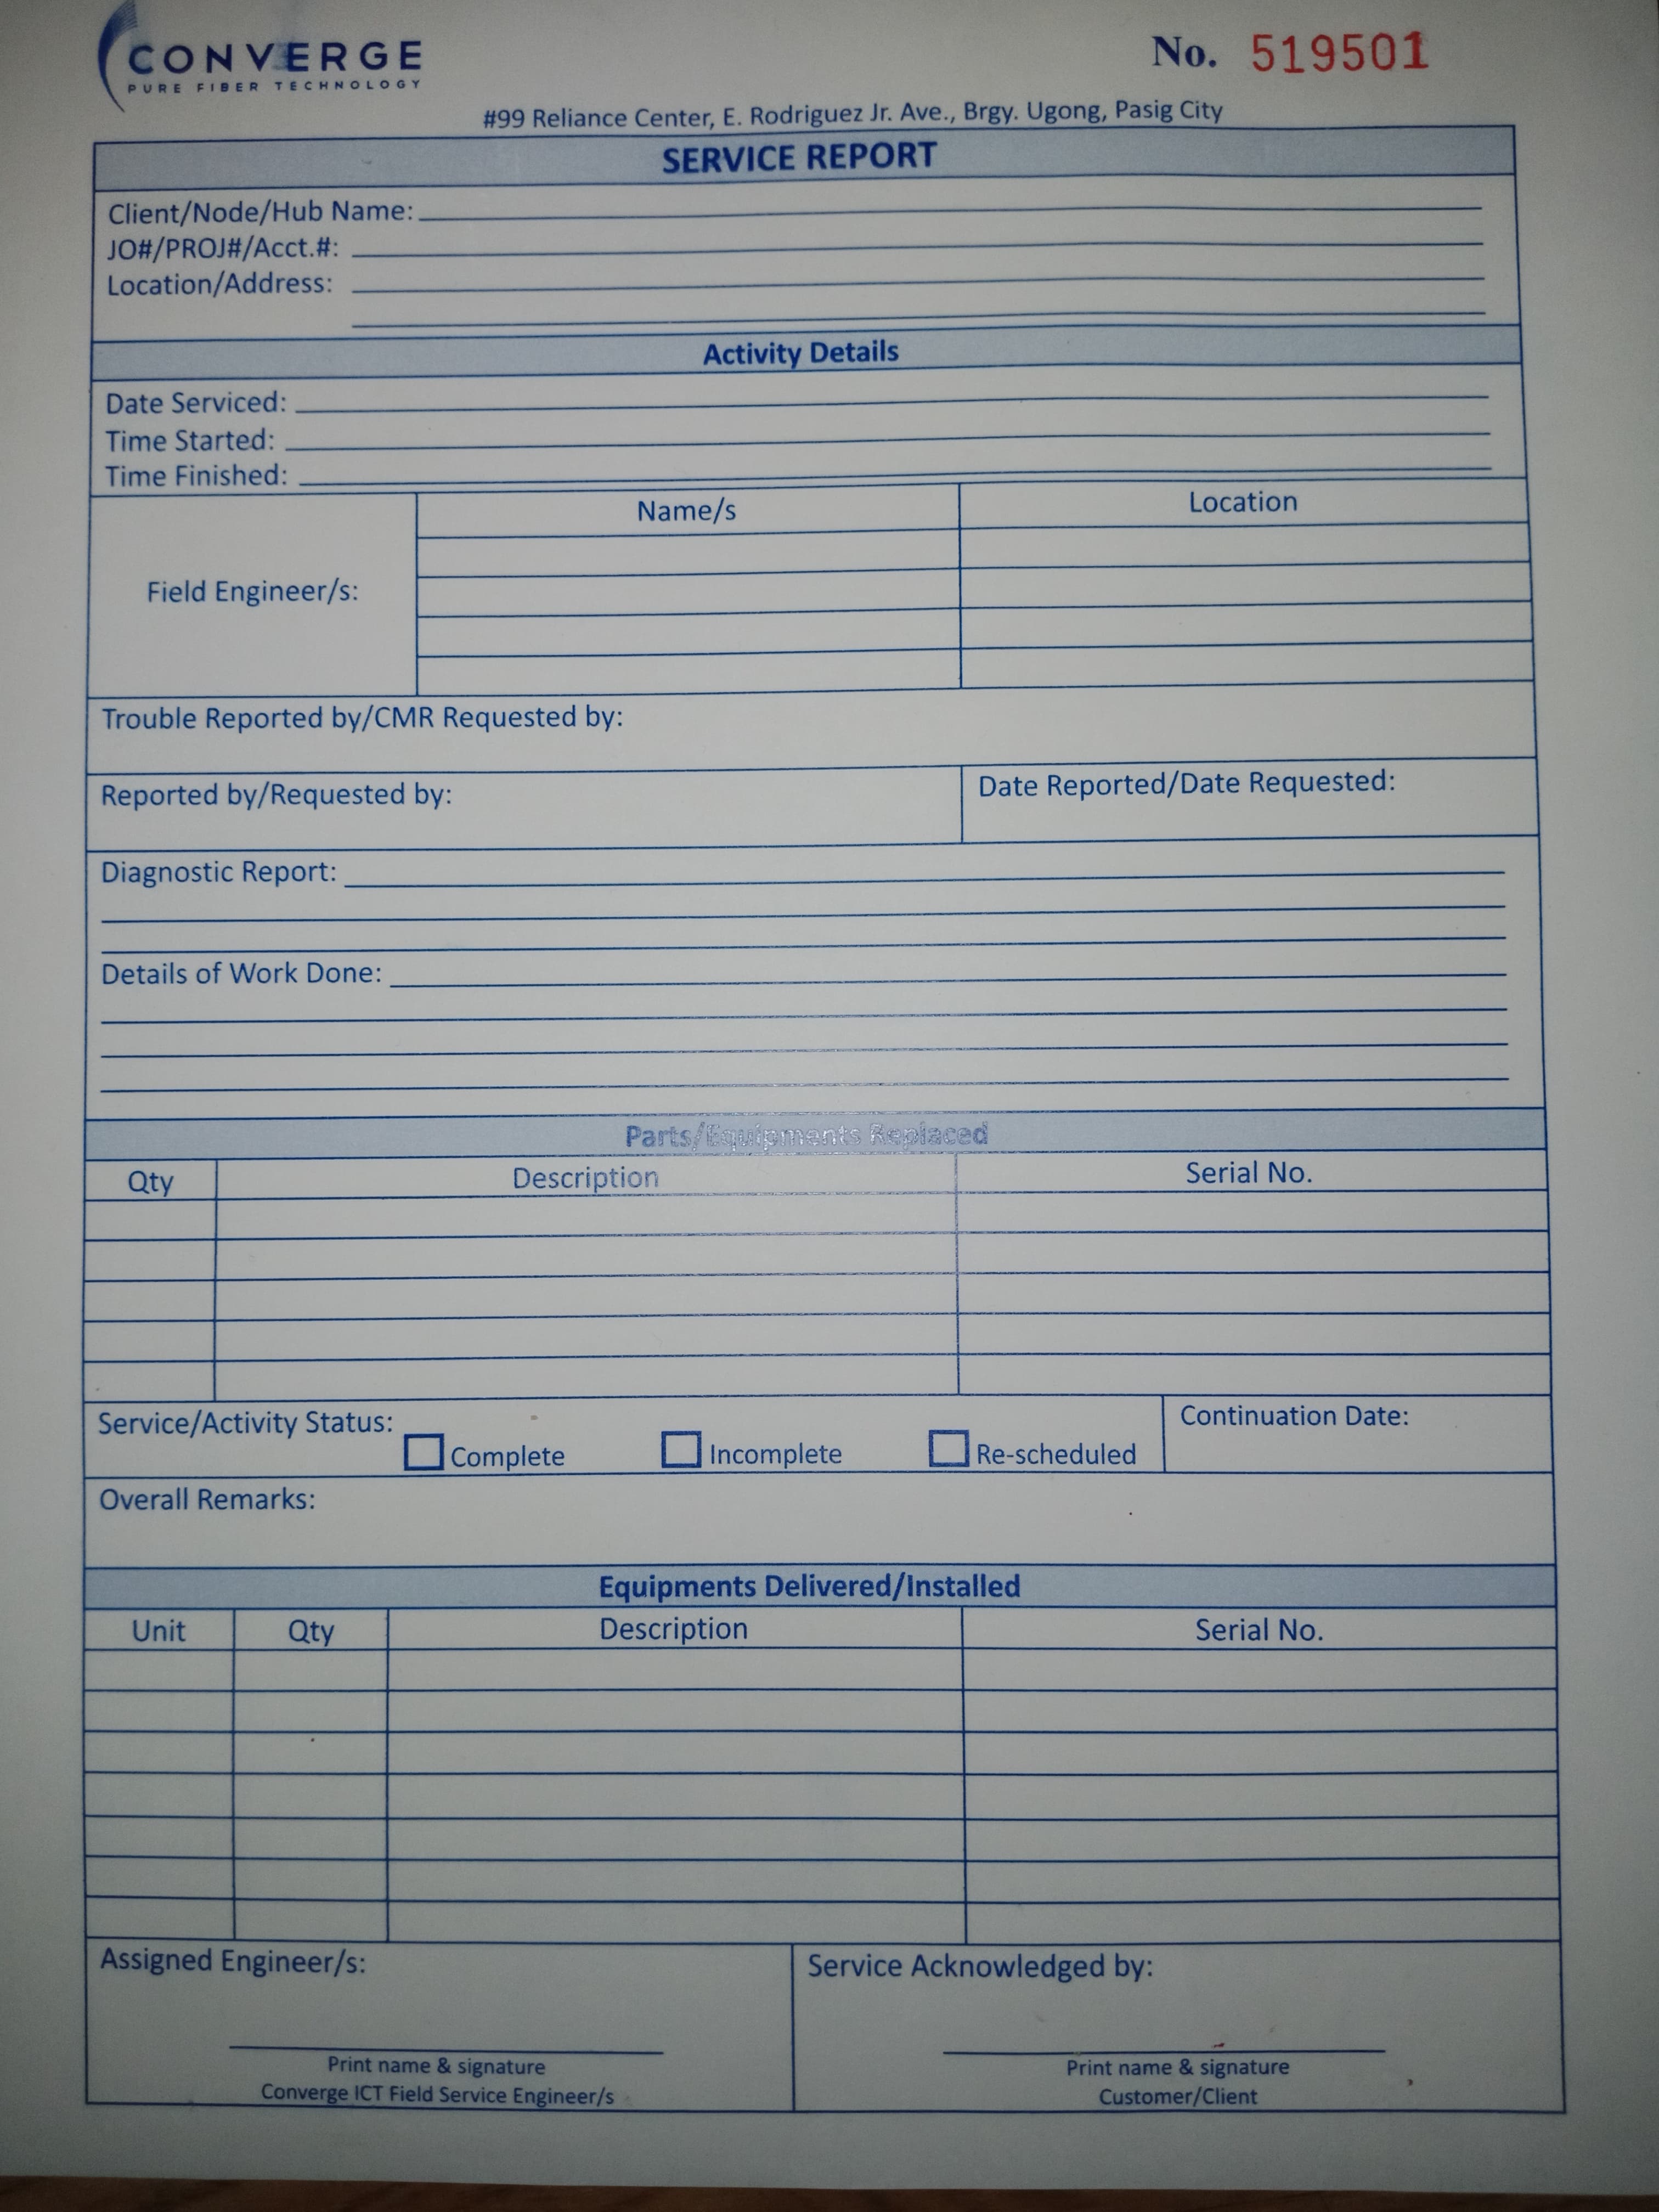 CONVERGE
PURE FIBER TECHNOLOGY
No. 519501
#99 Reliance Center, E. Rodriguez Jr. Ave., Brgy. Ugong, Pasig City
SERVICE REPORT
Client/Node/Hub Name:
JO#/PROJ#/Acct.#:
Location/Address:
Activity Details
Date Serviced:
Time Started:
Time Finished:
Name/s Location
Field Engineer/s:
Trouble Reported by/CMR Requested by:
Reported by/Requested by: Date Reported/Date Requested:
Diagnostic Report:
Details of Work Done:
Parts/Equipments Replaced
Qty Description Serial No.
Service/Activity Status: Continuation Date:
Complete Incomplete Re-scheduled
Overall Remarks:
Equipments Delivered/Installed
Unit Qty Description Serial No.
Assigned Engineer/s: Service Acknowledged by:
Print name & signature Print name & signature
Converge ICT Field Service Engineer/s Customer/Client